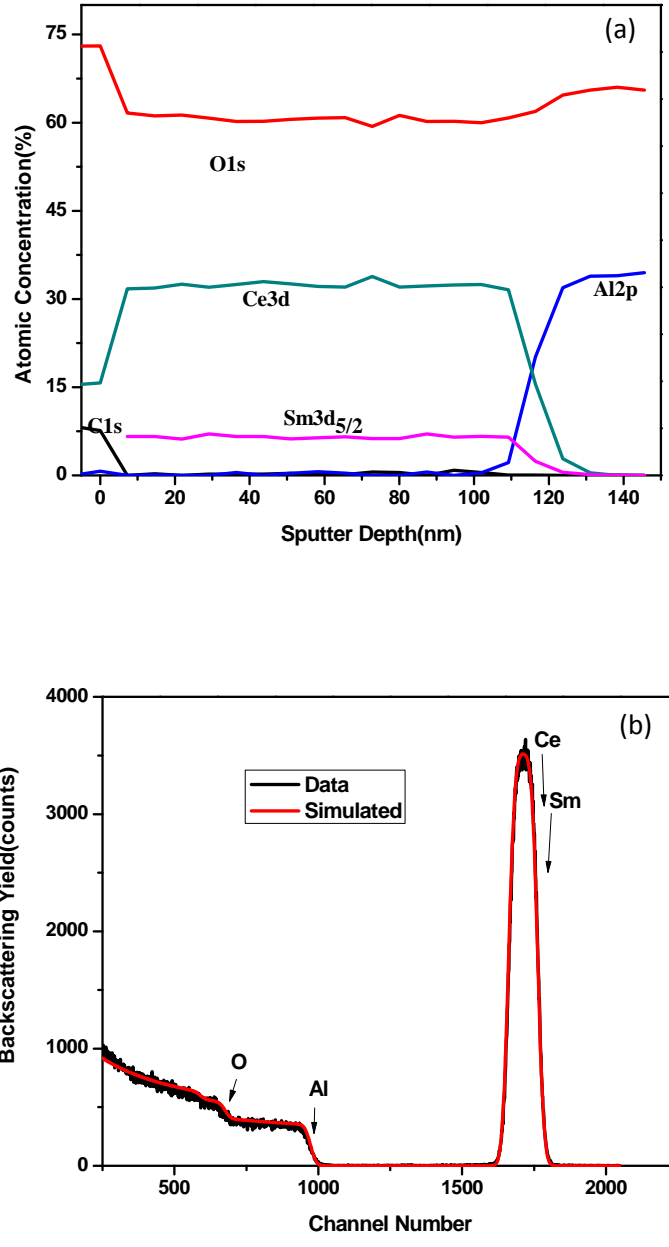 (a)
75
60
45
30
15
0
Atomic Concentration(%)
O1s
Ce3d
Al2p
C1s
Sm3d5/2
0 20 40 60 80 100 120 140
Sputter Depth(nm)
(b)
4000
3000
2000
1000
0
Backscattering Yield(counts)
Ce
Sm
Data
Simulated
O
Al
500 1000 1500 2000
Channel Number